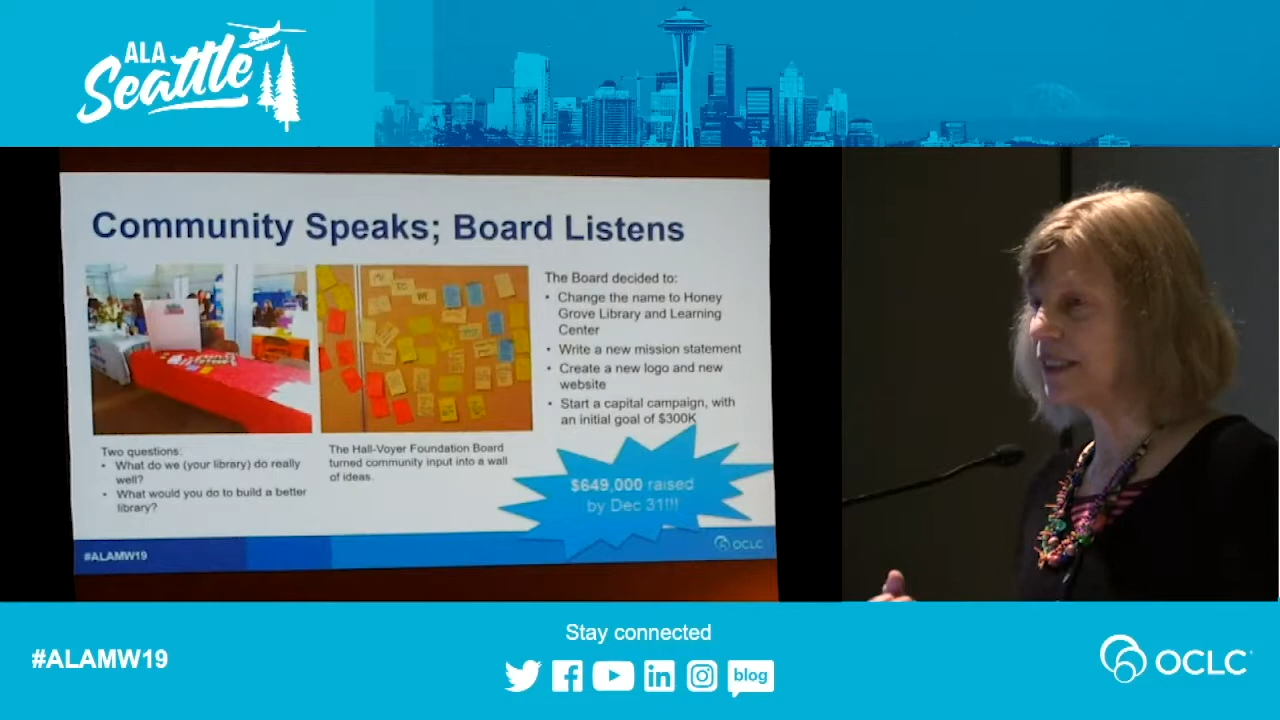 ALA
Seattle
Community Speaks; Board Listens
Two questions:
• What do we (your library) do really
well?
• What would you do to build a better
library?
ME
TO
WE
The Hall-Voyer Foundation Board
turned community input into a wall
of ideas.
The Board decided to:
• Change the name to Honey
Grove Library and Learning
Center
• Write a new mission statement
• Create a new logo and new
website
• Start a capital campaign, with
an initial goal of $300K
$649,000 raised
by Dec 31!!!
#ALAMW19
OCLC
Stay connected
#ALAMW19
blog
OCLC